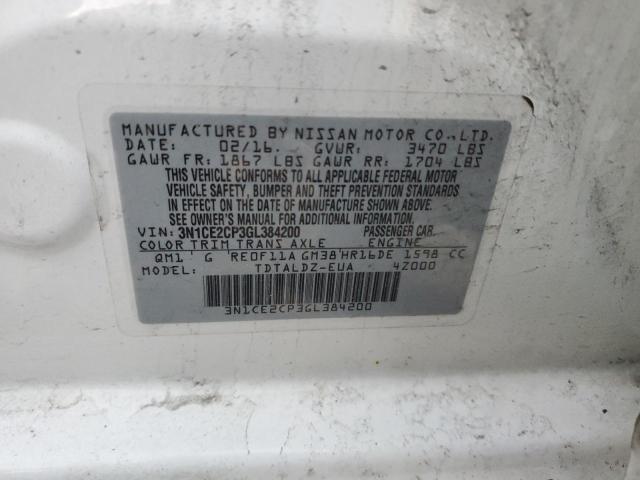 MANUFACTURED BY NISSAN MOTOR CO.,LTD.
DATE: 02/16. GVWR: 3470 LBS
GAWR FR: 1867 LBS GAWR RR: 1704 LBS
THIS VEHICLE CONFORMS TO ALL APPLICABLE FEDERAL MOTOR
VEHICLE SAFETY, BUMPER AND THEFT PREVENTION STANDARDS
IN EFFECT ON THE DATE OF MANUFACTURE SHOWN ABOVE.
SEE OWNER'S MANUAL FOR ADDITIONAL INFORMATION.
VIN: 3N1CE2CP3GL384200 PASSENGER CAR.
COLOR TRIM TRANS AXLE ENGINE
QM1 G RE0F11A GM38 HR16DE 1598 CC
MODEL: TDTALDZ-EUA 4Z000
3N1CE2CP3GL384200